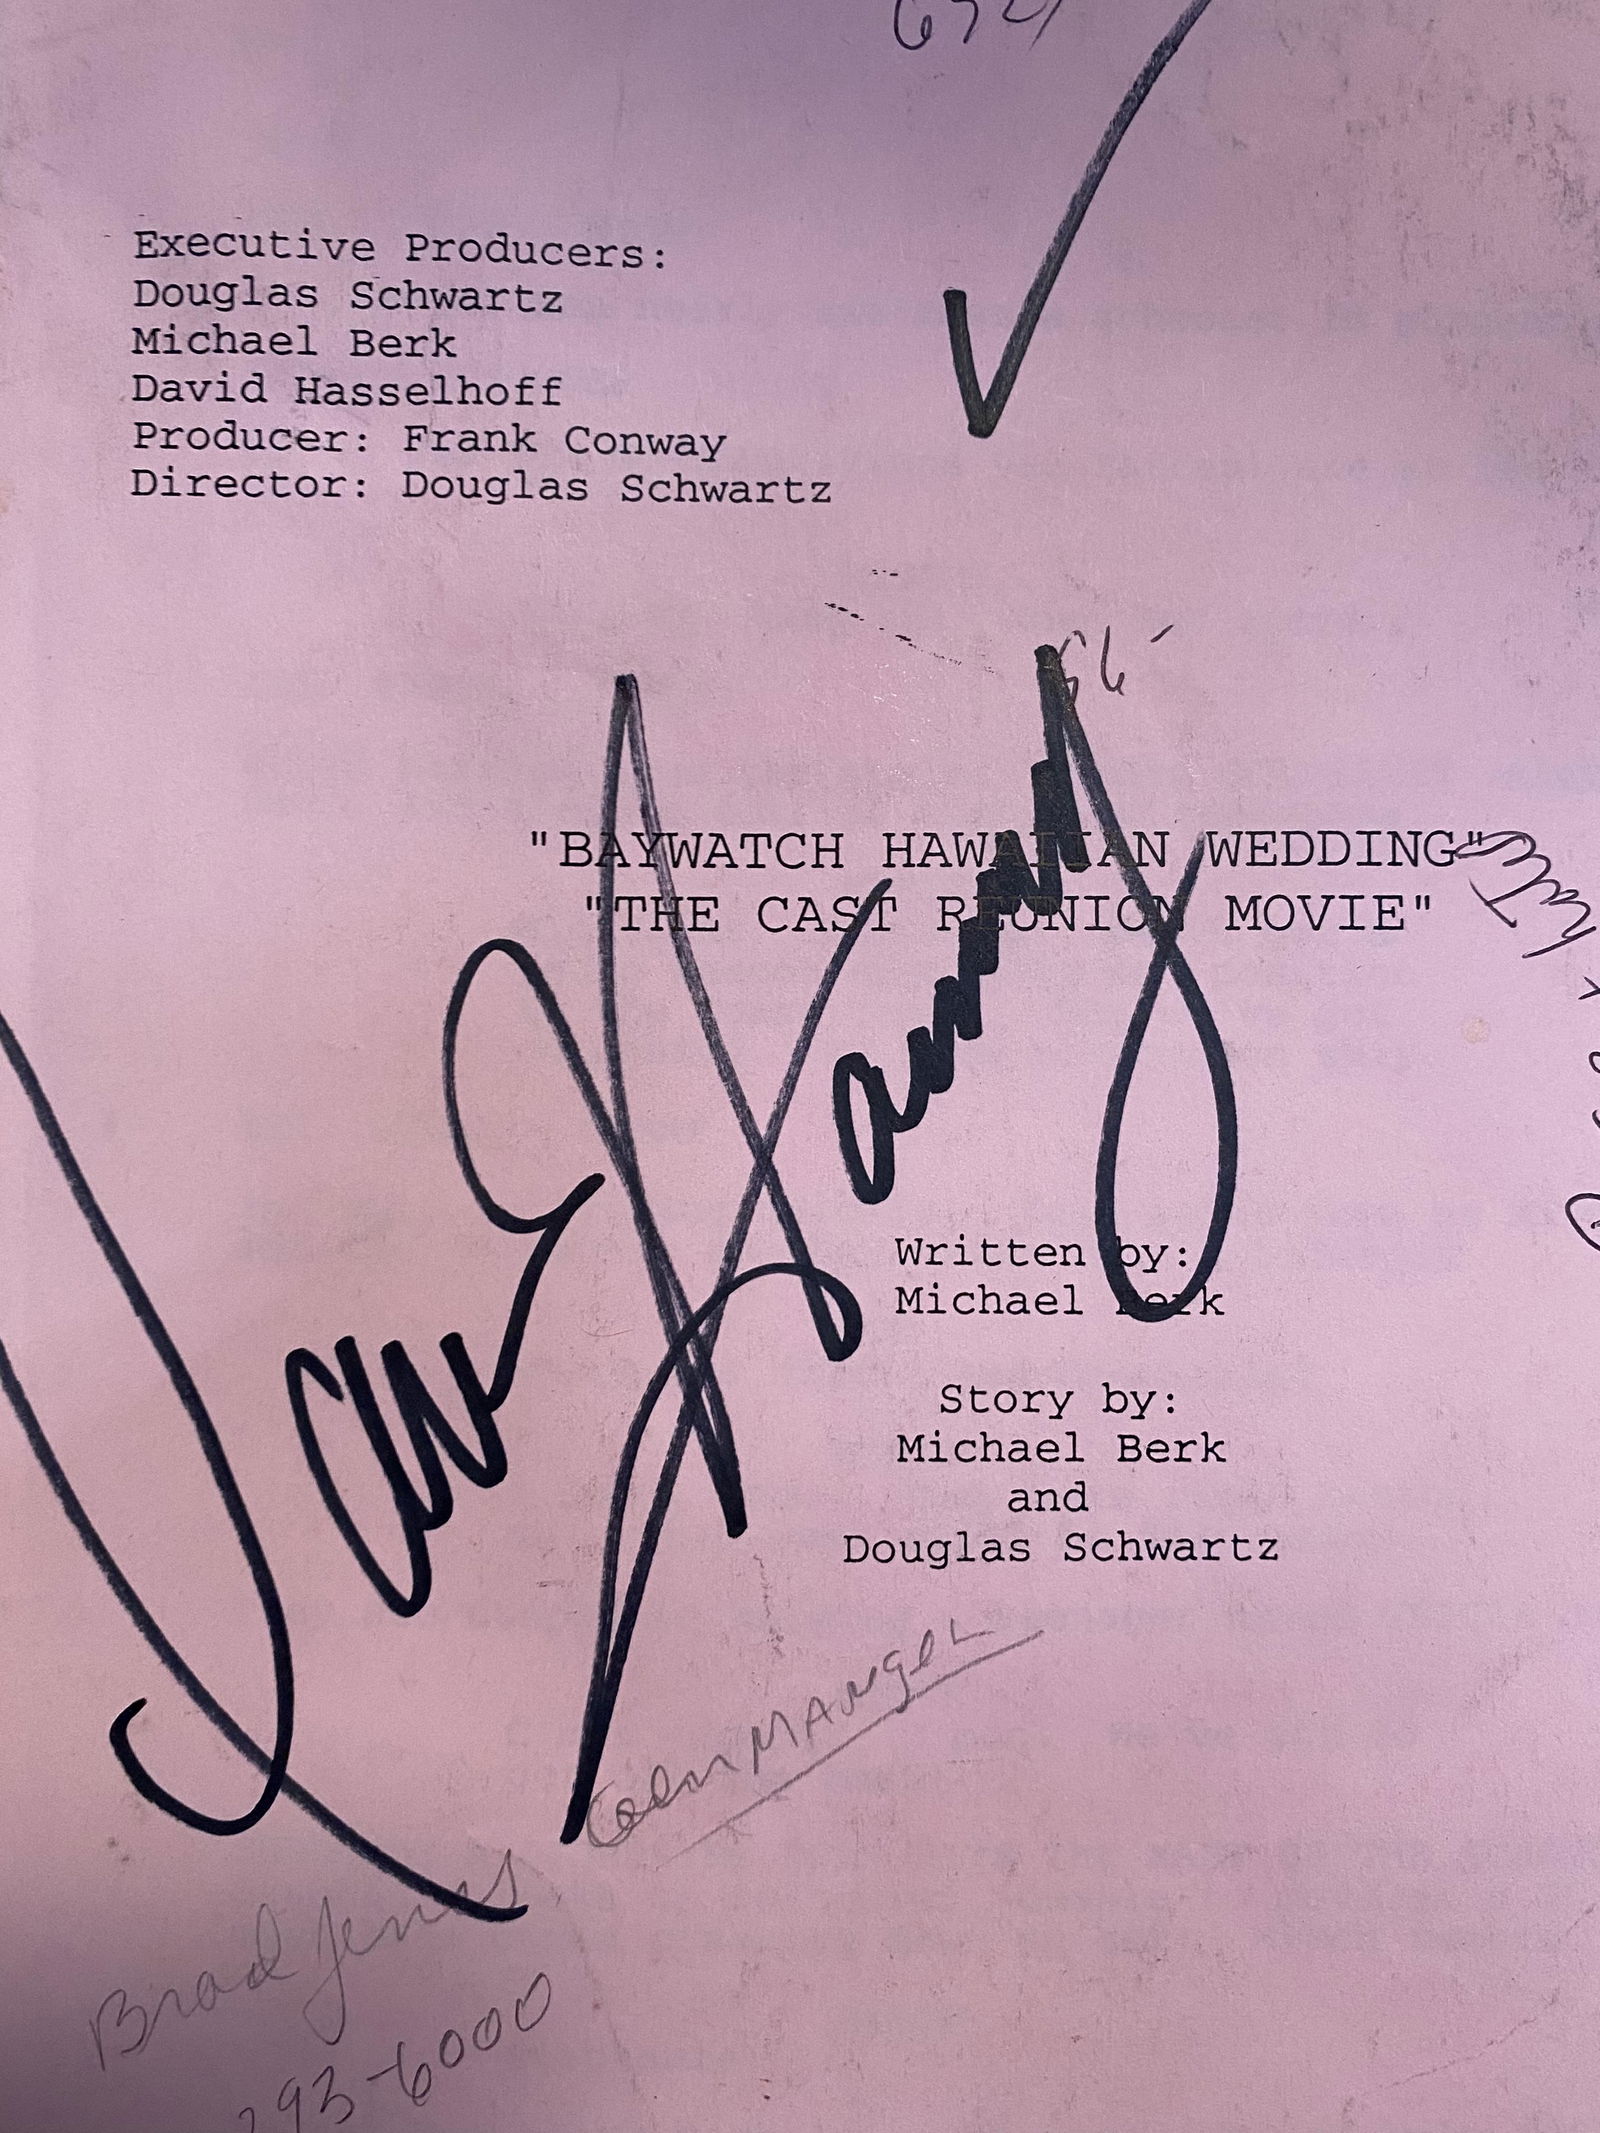 Executive Producers:
Douglas Schwartz
Michael Berk
David Hasselhoff
Producer: Frank Conway
Director: Douglas Schwartz
"BAYWATCH HAWAIIAN WEDDING"
"THE CAST REUNION MOVIE"
Written by:
Michael Berk
Story by:
Michael Berk
and
Douglas Schwartz
Brad Jenes
293-6000